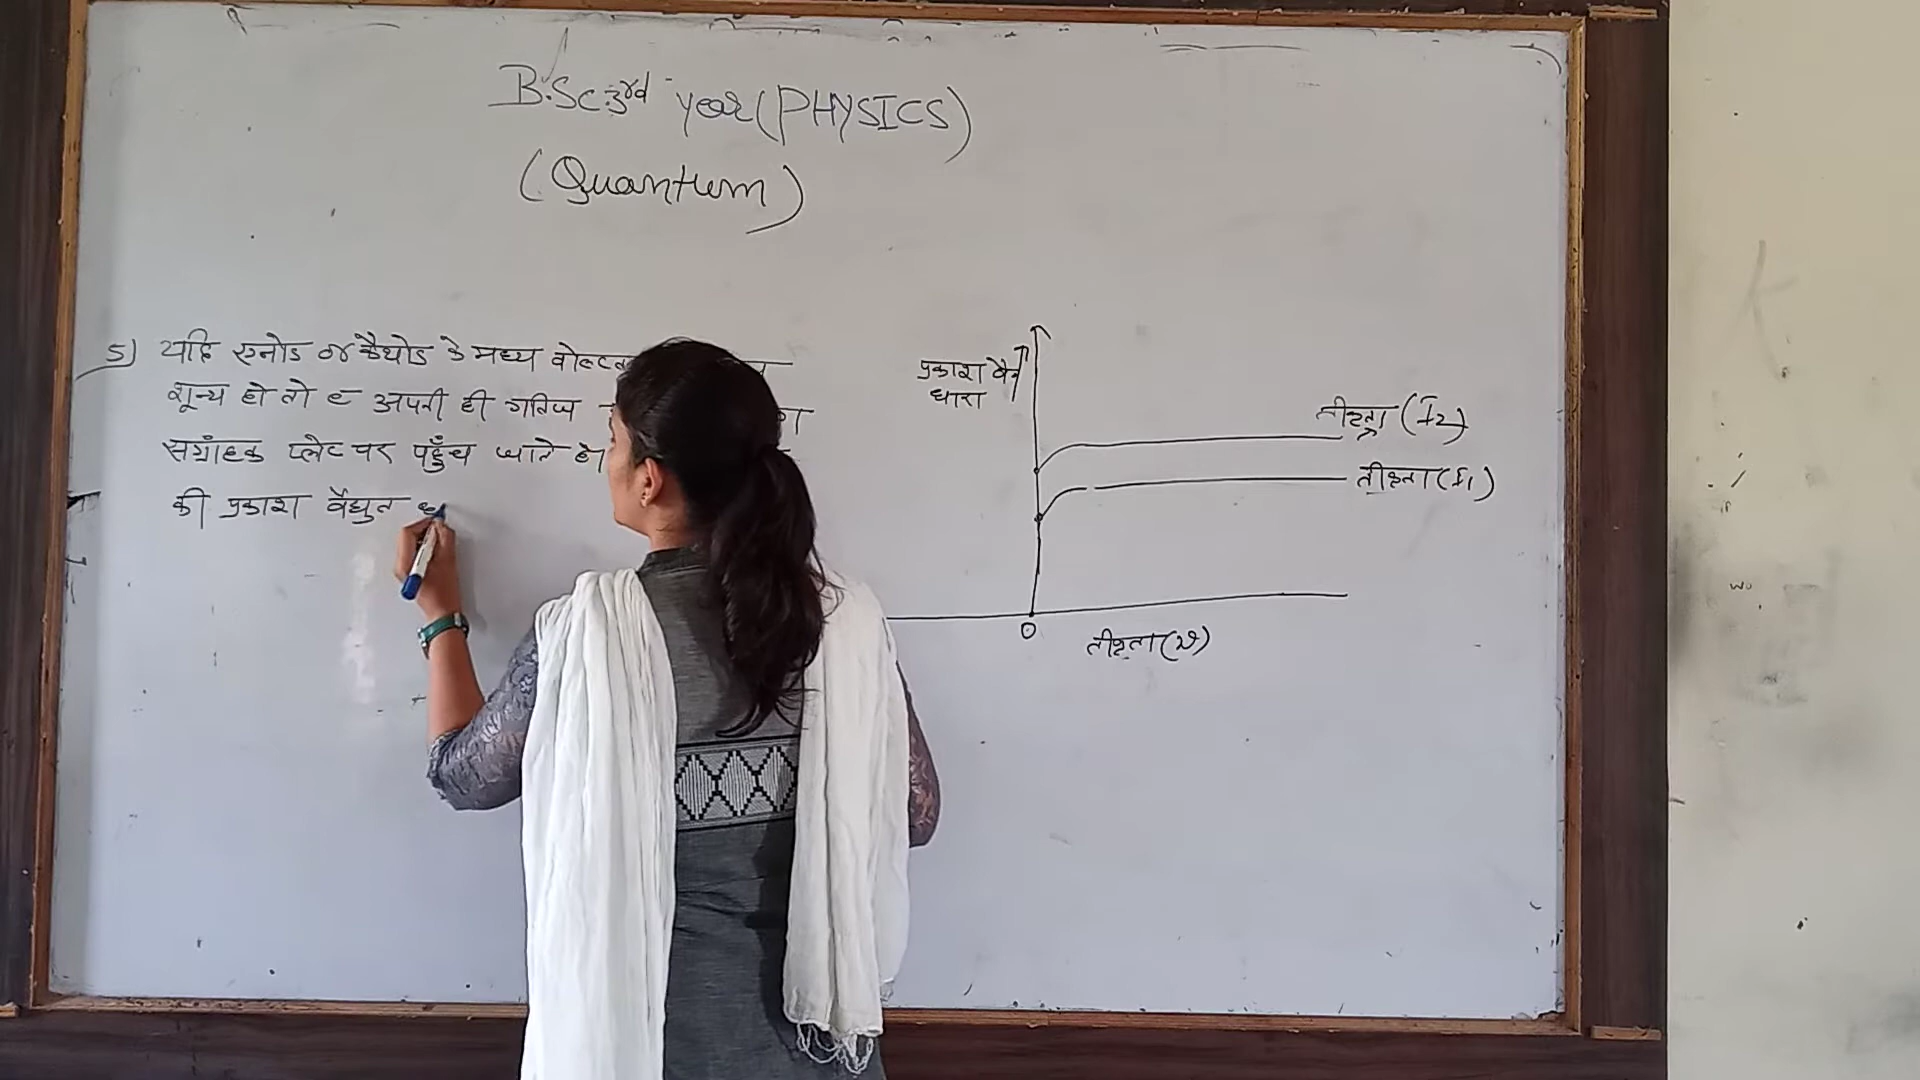 B.Sc. 3rd year (PHYSICS)
(Quantum)
5) यदि एनोड व कैथोड के मध्य
शून्य हो तो e अपनी ही गतिज
संग्राहक प्लेट पर पहुँच जाते
की प्रकाश वैद्युत
प्रकाश वै०
धारा
तीव्रता (I2)
तीव्रता (I1)
0
तीव्रता (ν)